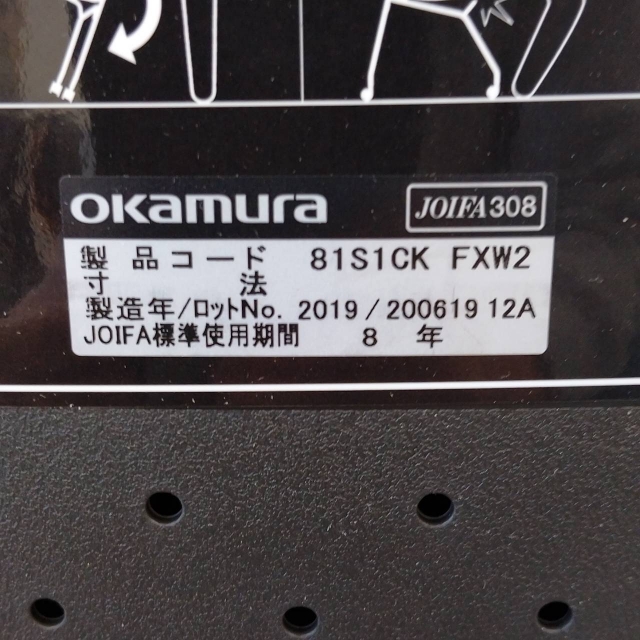 okamura JOIFA308
製品コード 81S1CK FXW2
寸法
製造年/ロットNo. 2019/200619 12A
JOIFA標準使用期間 8 年